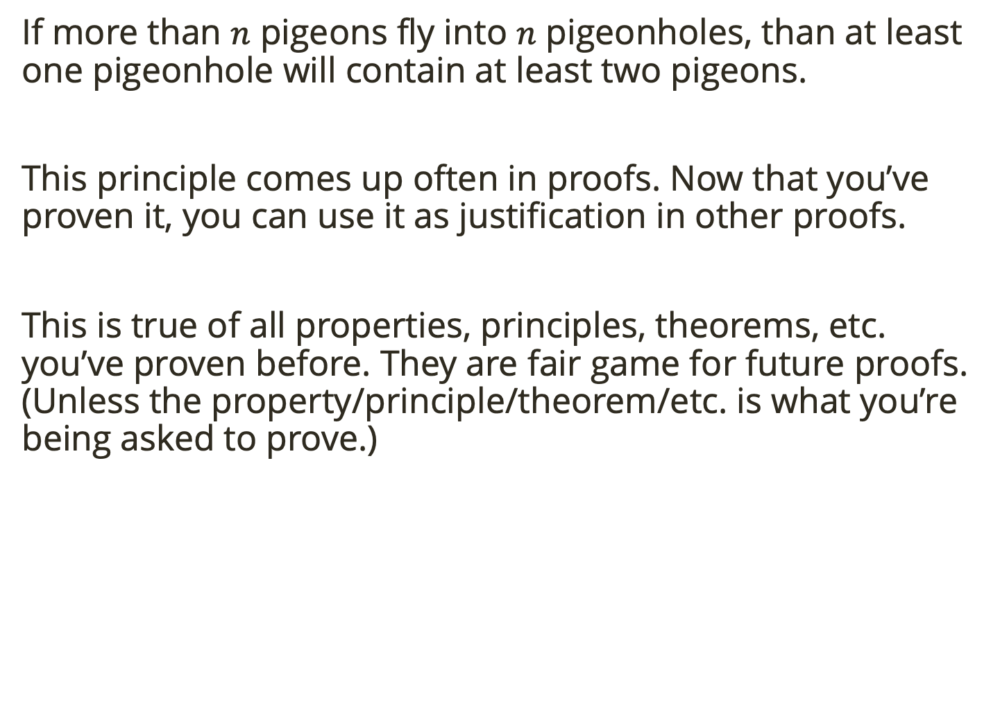 If more than n pigeons fly into n pigeonholes, than at least
one pigeonhole will contain at least two pigeons.
This principle comes up often in proofs. Now that you’ve
proven it, you can use it as justification in other proofs.
This is true of all properties, principles, theorems, etc.
you’ve proven before. They are fair game for future proofs.
(Unless the property/principle/theorem/etc. is what you’re
being asked to prove.)